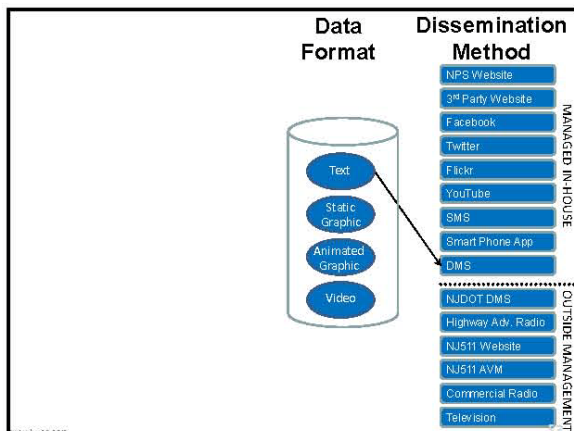 Data Format
Dissemination Method
Text
Static Graphic
Animated Graphic
Video
NPS Website
3rd Party Website
Facebook
Twitter
Flickr
YouTube
SMS
Smart Phone App
DMS
MANAGED IN-HOUSE
NJDOT DMS
Highway Adv. Radio
NJ511 Website
NJ511 AVM
Commercial Radio
Television
OUTSIDE MANAGEMENT